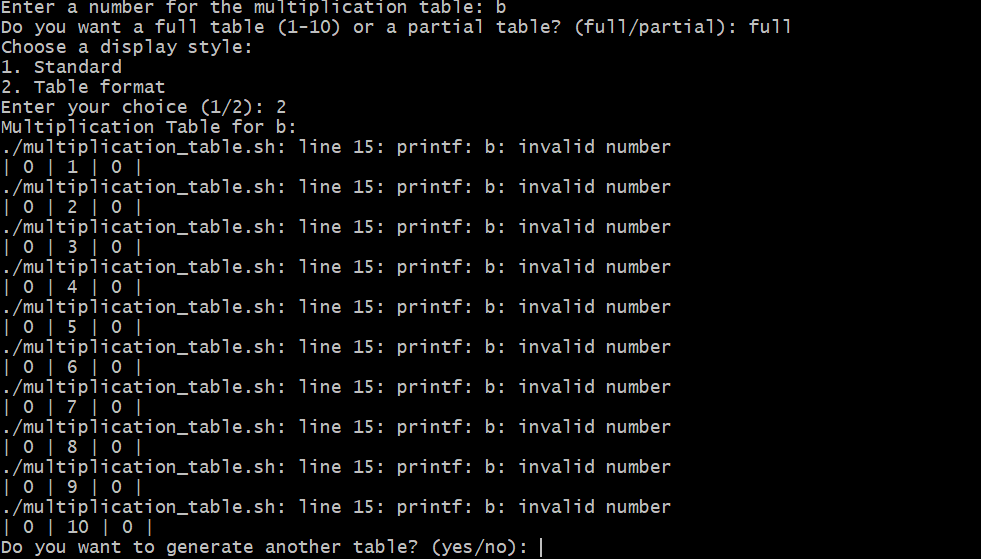 Enter a number for the multiplication table: b
Do you want a full table (1-10) or a partial table? (full/partial): full
Choose a display style:
1. Standard
2. Table format
Enter your choice (1/2): 2
Multiplication Table for b:
./multiplication_table.sh: line 15: printf: b: invalid number
| 0 | 1 | 0 |
./multiplication_table.sh: line 15: printf: b: invalid number
| 0 | 2 | 0 |
./multiplication_table.sh: line 15: printf: b: invalid number
| 0 | 3 | 0 |
./multiplication_table.sh: line 15: printf: b: invalid number
| 0 | 4 | 0 |
./multiplication_table.sh: line 15: printf: b: invalid number
| 0 | 5 | 0 |
./multiplication_table.sh: line 15: printf: b: invalid number
| 0 | 6 | 0 |
./multiplication_table.sh: line 15: printf: b: invalid number
| 0 | 7 | 0 |
./multiplication_table.sh: line 15: printf: b: invalid number
| 0 | 8 | 0 |
./multiplication_table.sh: line 15: printf: b: invalid number
| 0 | 9 | 0 |
./multiplication_table.sh: line 15: printf: b: invalid number
| 0 | 10 | 0 |
Do you want to generate another table? (yes/no):